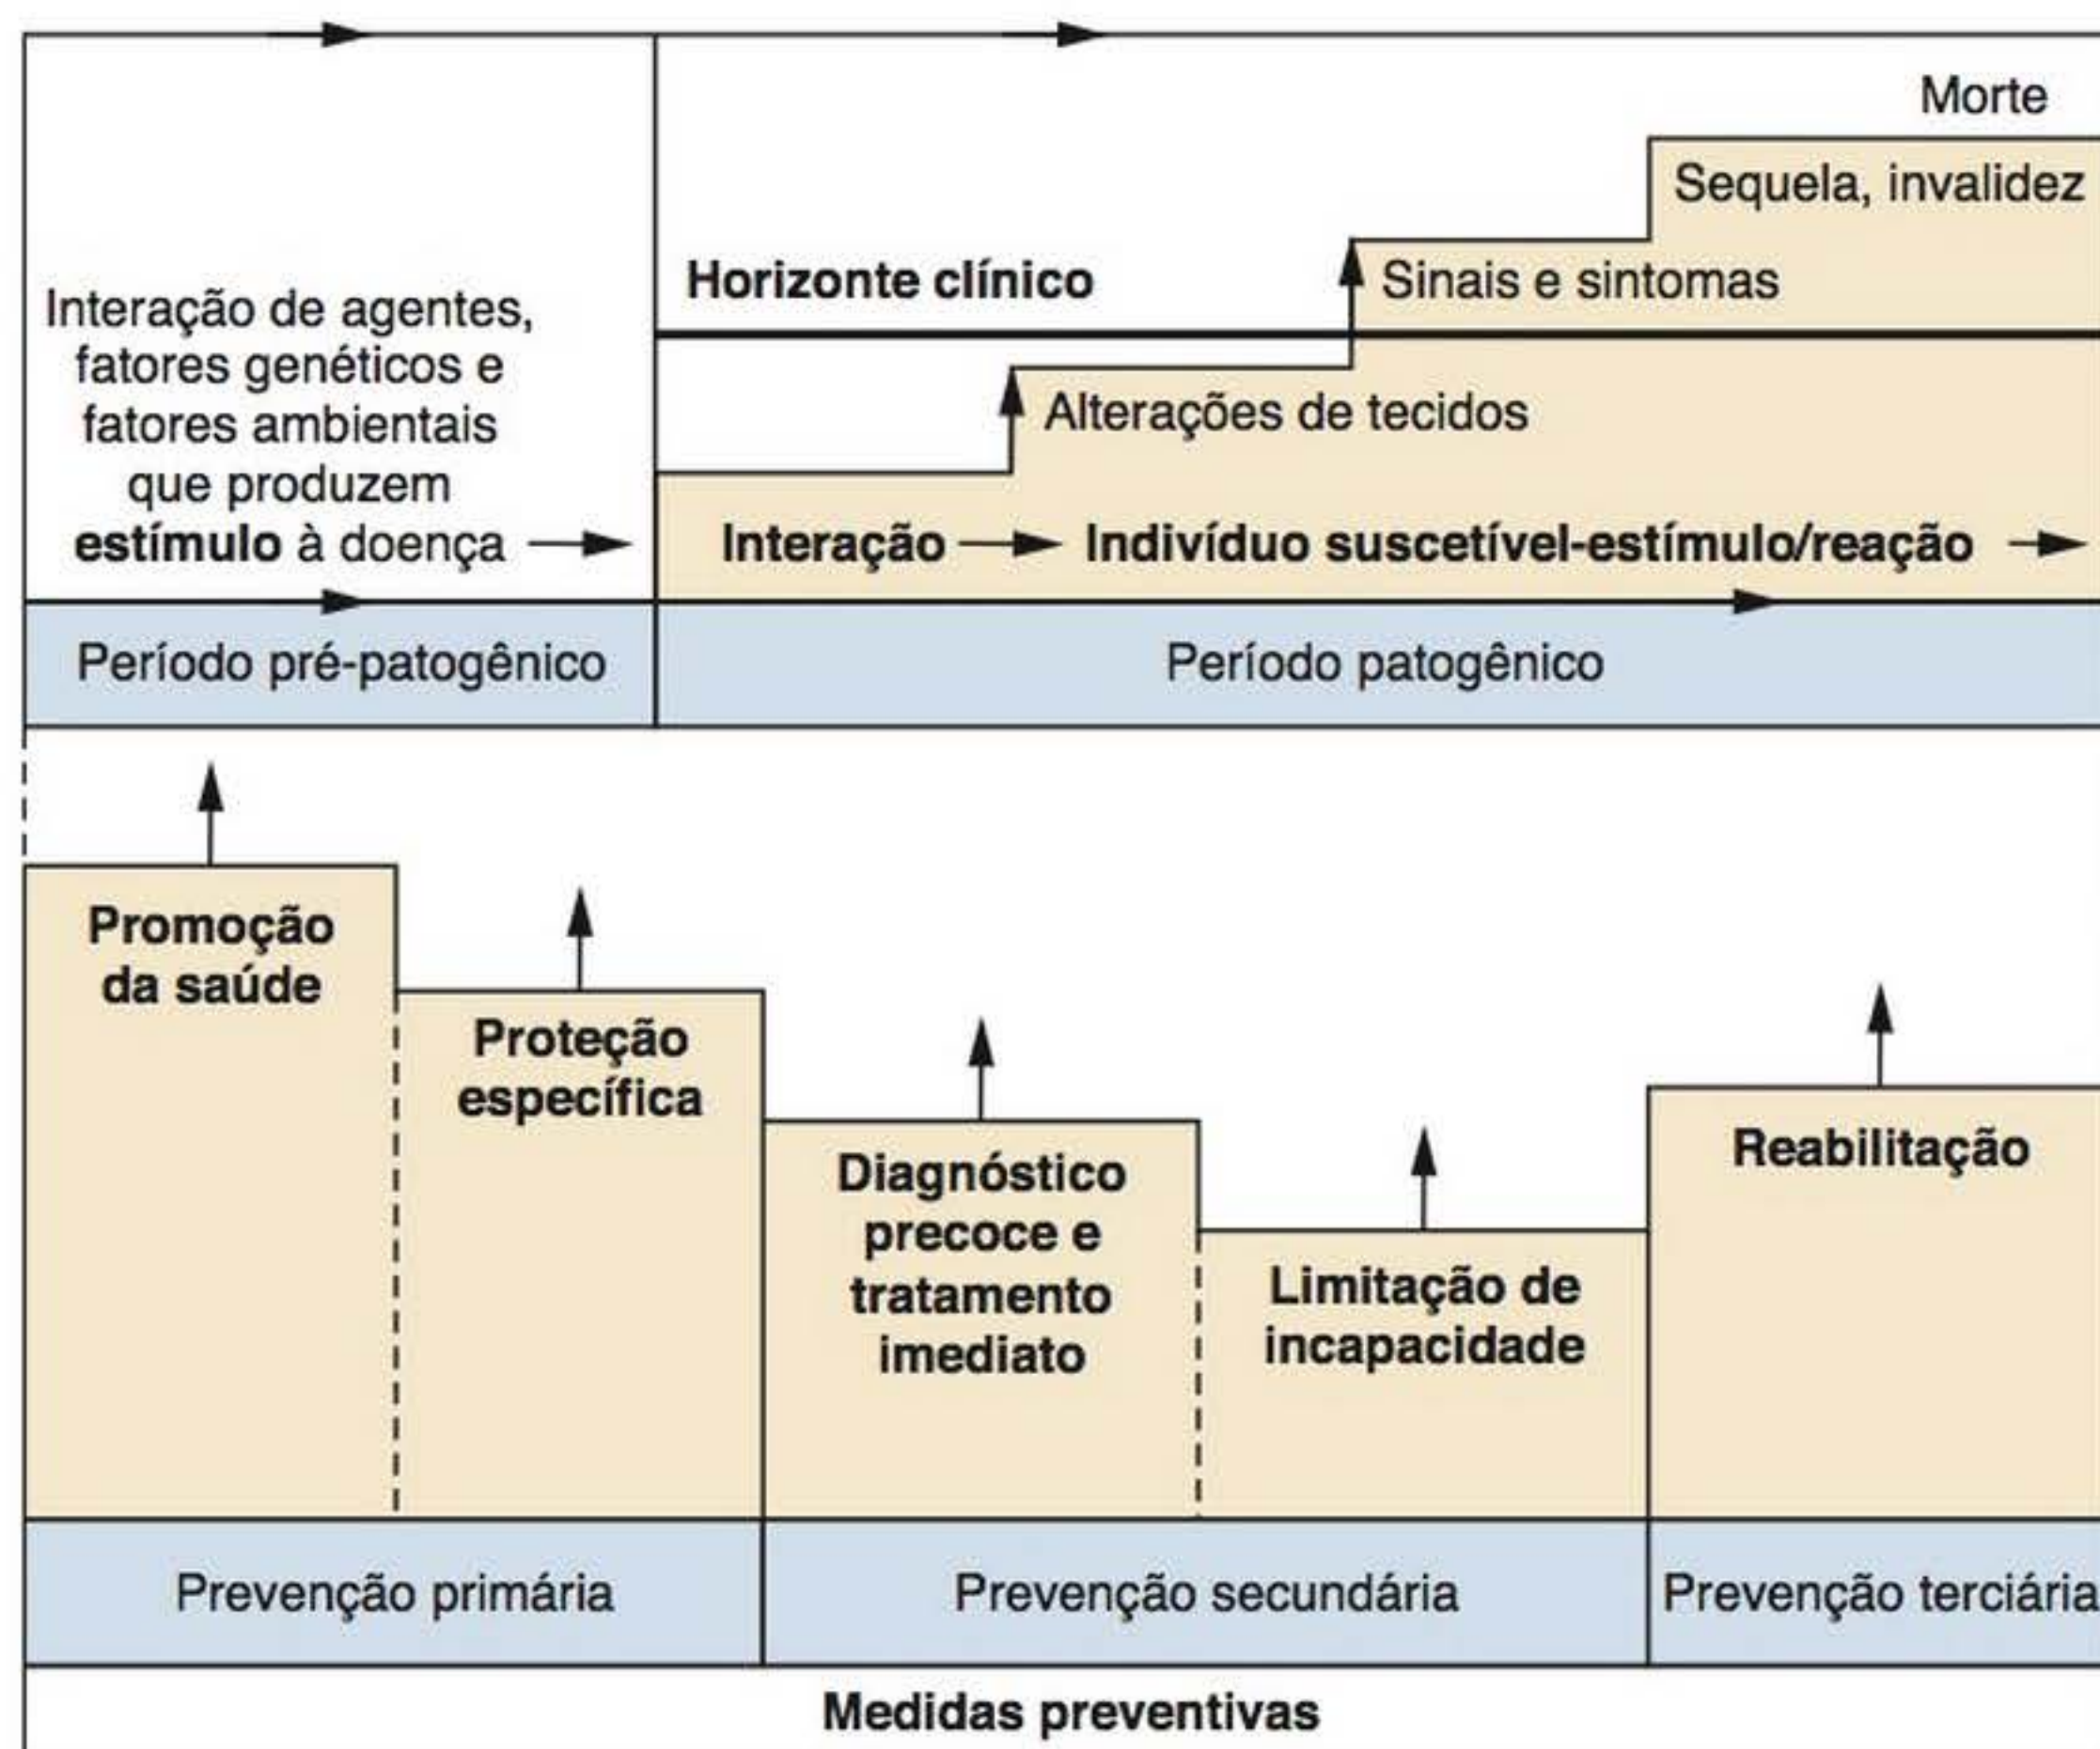 Morte
Sequela, invalidez
Horizonte clínico
Sinais e sintomas
Interação de agentes,
fatores genéticos e
fatores ambientais
que produzem
estímulo à doença
Alterações de tecidos
Interação
Indivíduo suscetível-estímulo/reação
Período pré-patogênico
Período patogênico
Promoção
da saúde
Proteção
específica
Diagnóstico
precoce e
tratamento
imediato
Limitação de
incapacidade
Reabilitação
Prevenção primária
Prevenção secundária
Prevenção terciária
Medidas preventivas